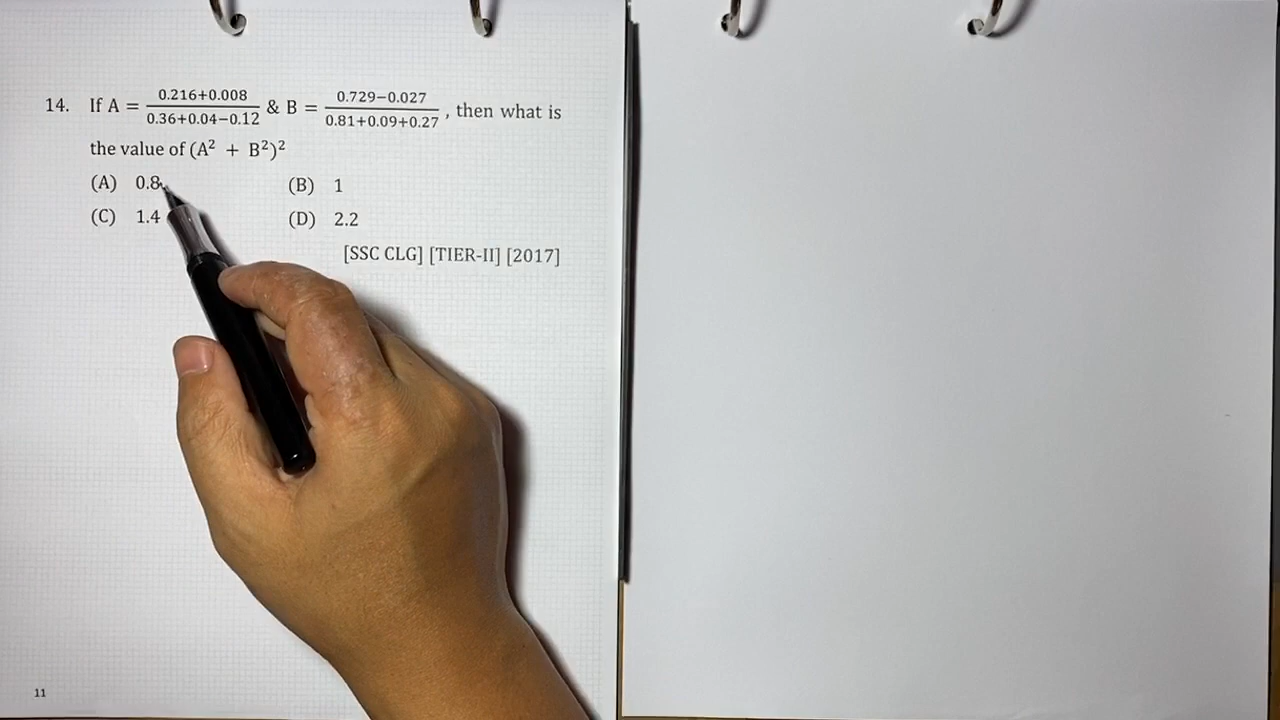 14. If A = 0.216+0.008 / 0.36+0.04−0.12 & B = 0.729−0.027 / 0.81+0.09+0.27 , then what is
the value of (A² + B²)²
(A) 0.8 (B) 1
(C) 1.4 (D) 2.2
[SSC CLG] [TIER-II] [2017]
11